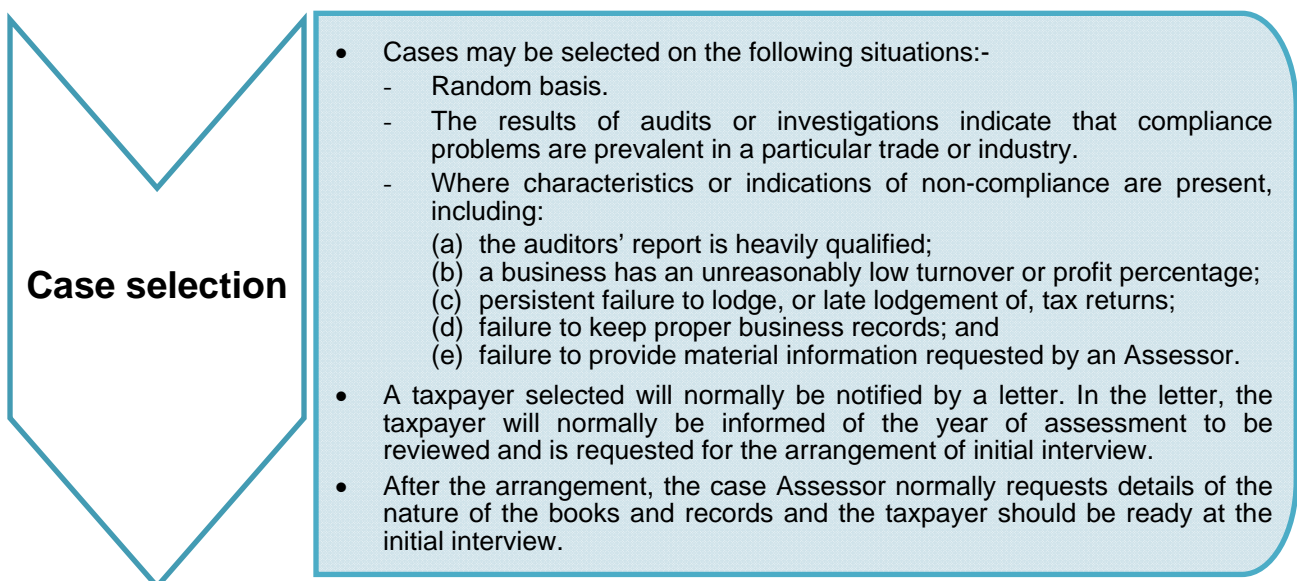 Case selection
• Cases may be selected on the following situations:-
- Random basis.
- The results of audits or investigations indicate that compliance
problems are prevalent in a particular trade or industry.
- Where characteristics or indications of non-compliance are present,
including:
(a) the auditors’ report is heavily qualified;
(b) a business has an unreasonably low turnover or profit percentage;
(c) persistent failure to lodge, or late lodgement of, tax returns;
(d) failure to keep proper business records; and
(e) failure to provide material information requested by an Assessor.
• A taxpayer selected will normally be notified by a letter. In the letter, the
taxpayer will normally be informed of the year of assessment to be
reviewed and is requested for the arrangement of initial interview.
• After the arrangement, the case Assessor normally requests details of the
nature of the books and records and the taxpayer should be ready at the
initial interview.